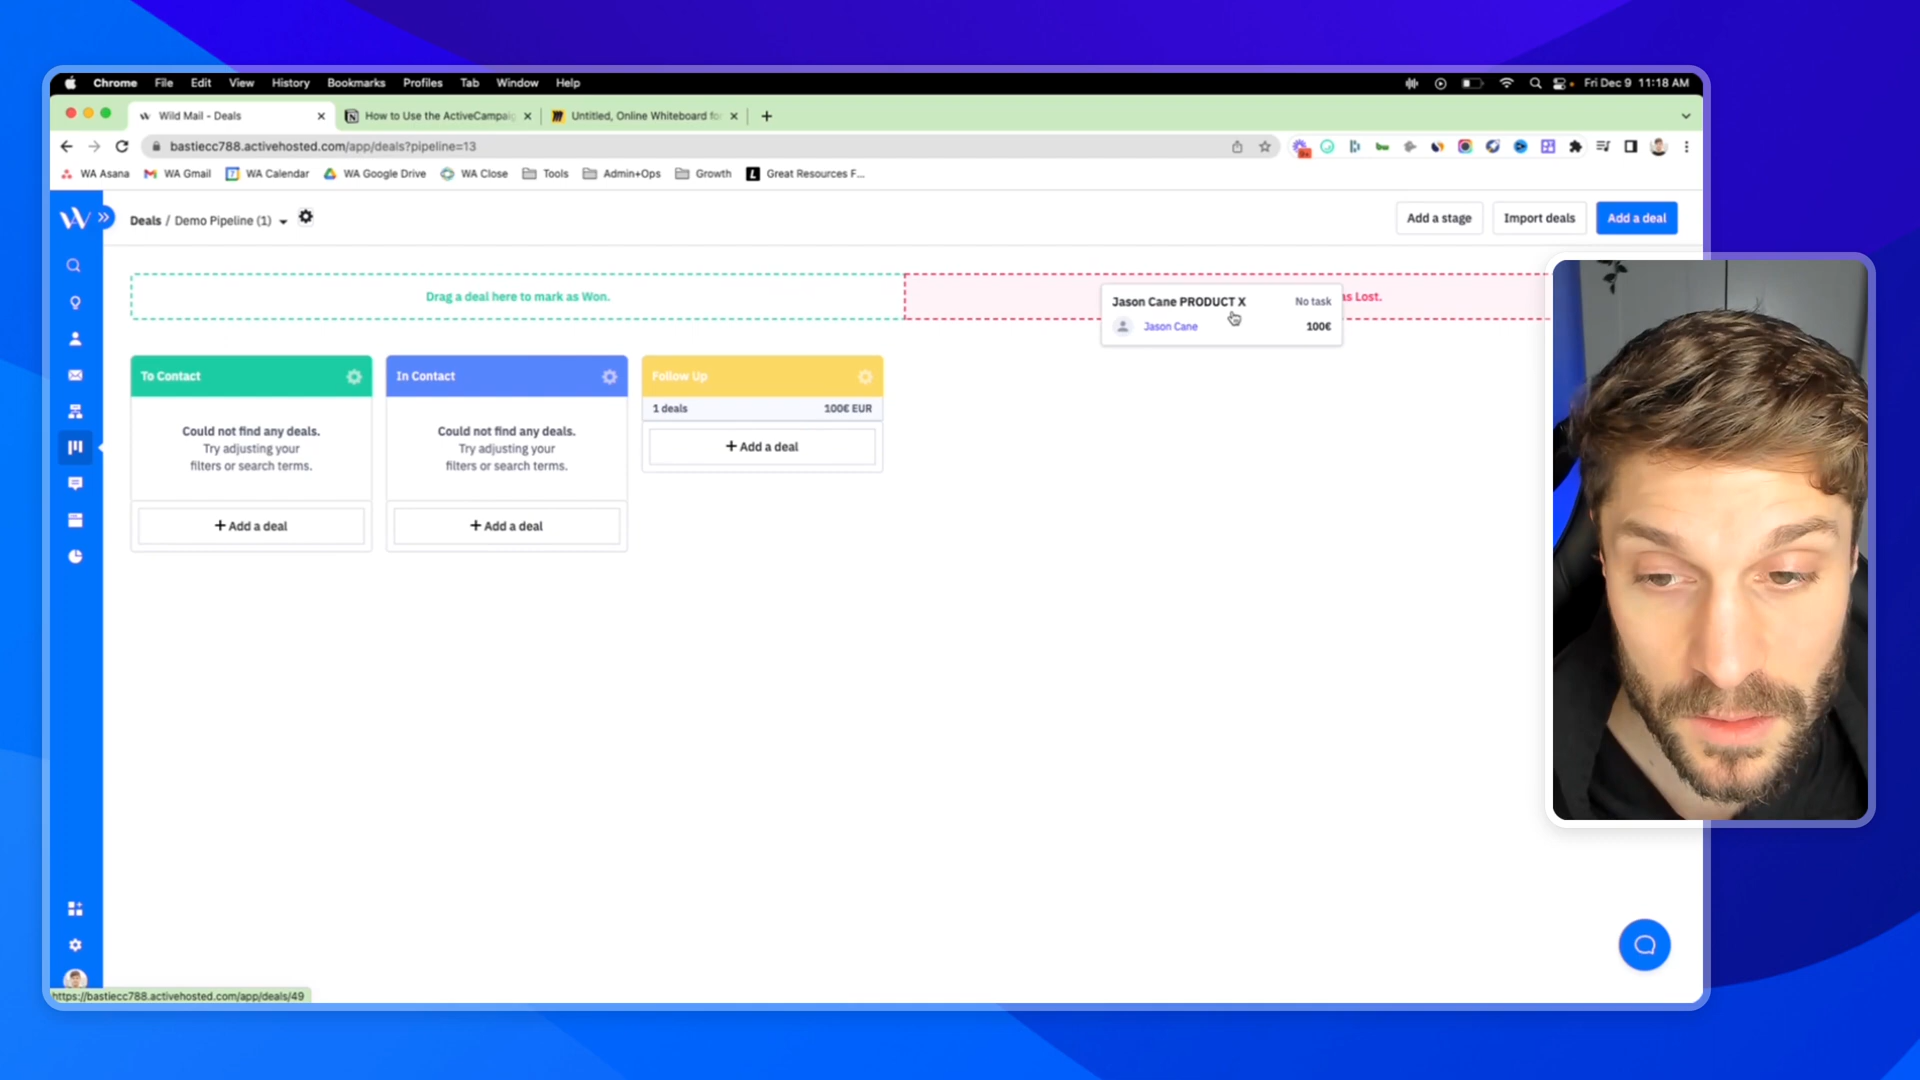 Chrome File Edit View History Bookmarks Profiles Tab Window Help Fri Dec 9 11:18 AM
Wild Mail - Deals How to Use the ActiveCampaig Untitled, Online Whiteboard for
bastiecc788.activehosted.com/app/deals?pipeline=13
WA Asana WA Gmail WA Calendar WA Google Drive WA Close Tools Admin+Ops Growth Great Resources F...
Deals / Demo Pipeline (1) Add a stage Import deals Add a deal
Drag a deal here to mark as Won. as Lost.
Jason Cane PRODUCT X No task
Jason Cane 100€
To Contact In Contact Follow Up
1 deals 100€ EUR
Could not find any deals. Could not find any deals.
Try adjusting your Try adjusting your + Add a deal
filters or search terms. filters or search terms.
+ Add a deal + Add a deal
https://bastiecc788.activehosted.com/app/deals/49